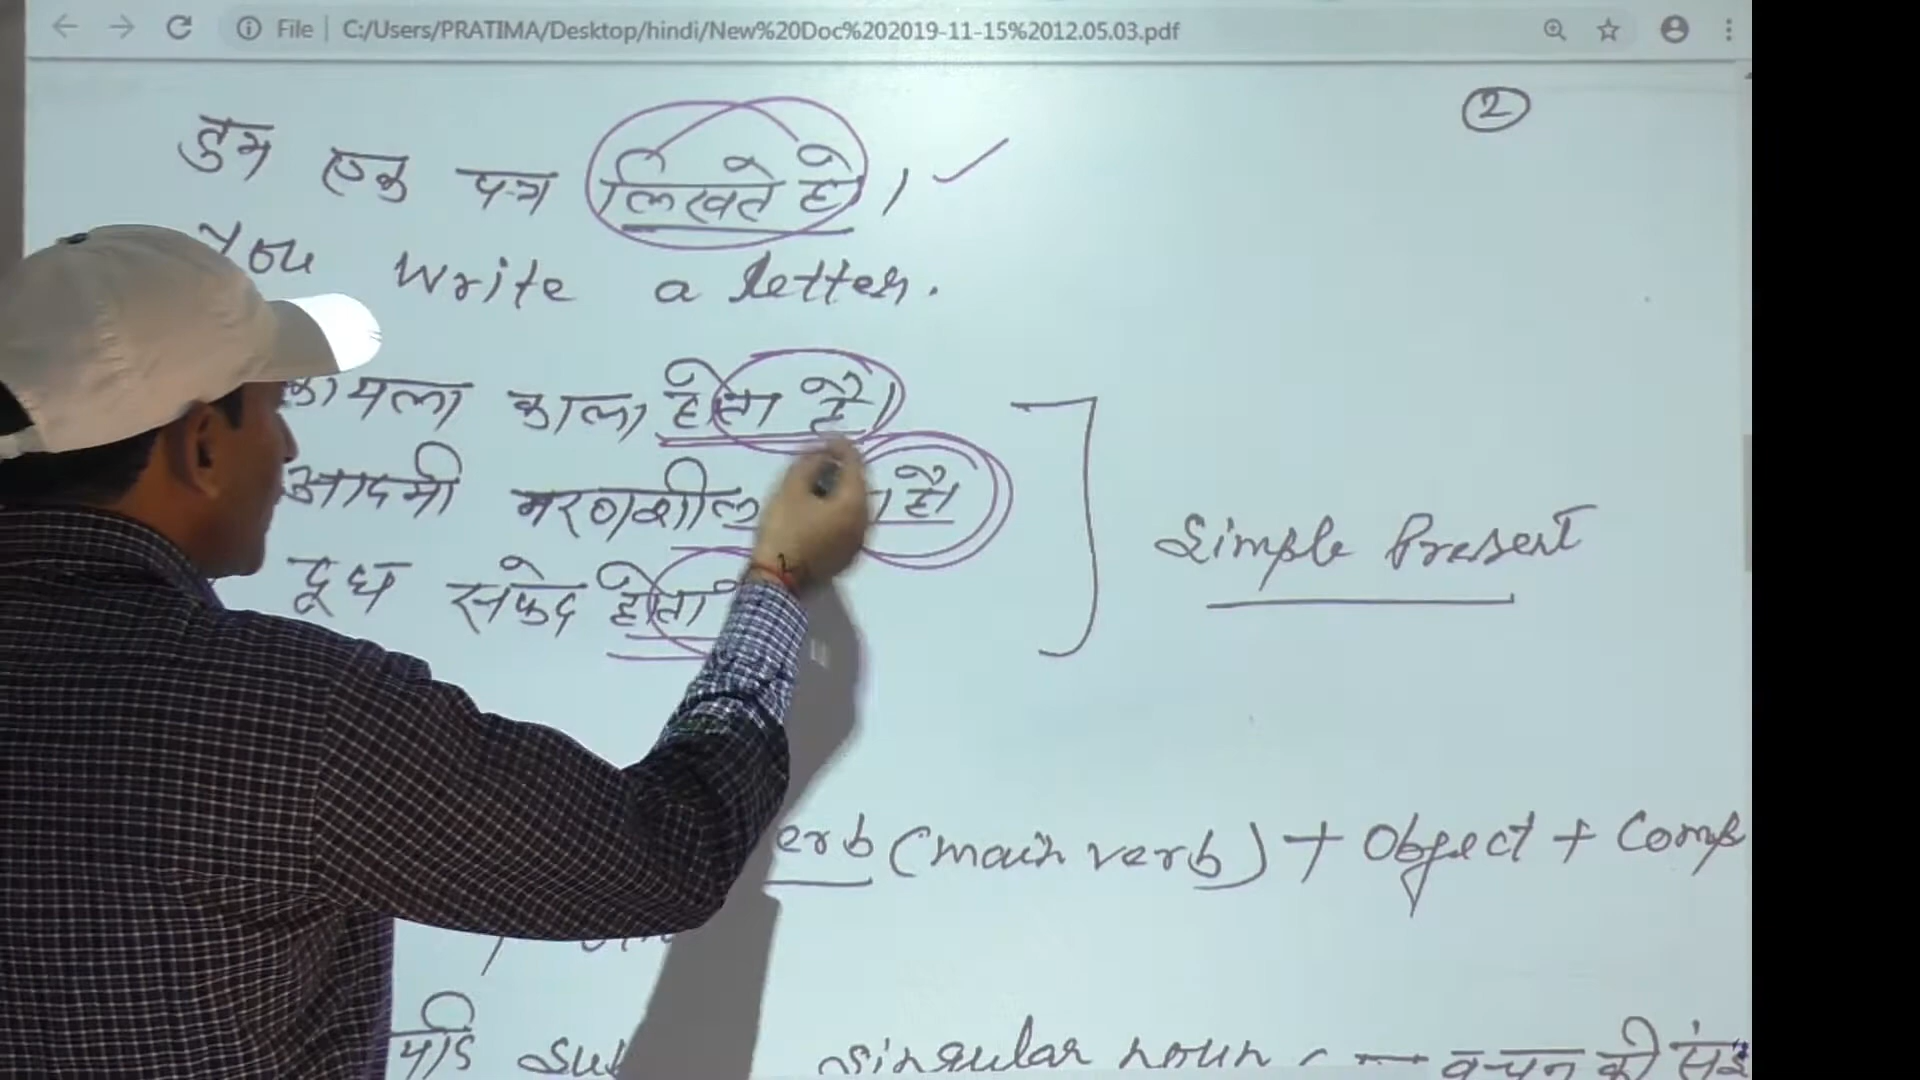 File C:/Users/PRATIMA/Desktop/hindi/New%20Doc%202019-11-15%2012.05.03.pdf
2
तुम एक पत्र लिखते हो।
You write a letter.
कोयला काला होता है।
आदमी मरणशील है।
दूध सफेद होता
Simple Present
erb (main verb) + Object + Comp
यदि Sub singular noun , — वचन की